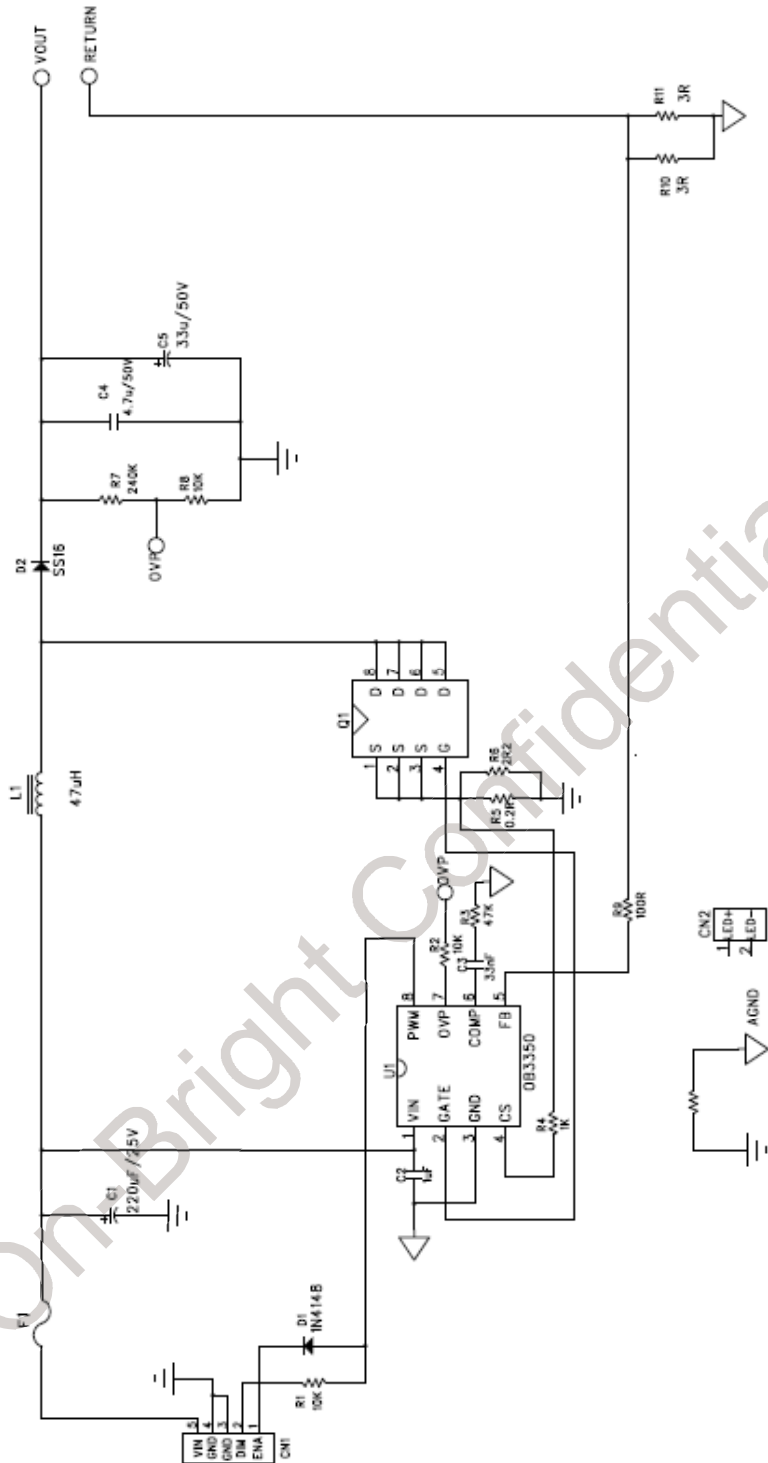 VOUT
RETURN
L1
47uH
D2
SS16
F1
C1
220uF/25V
R7
240K
R8
10K
OVP
C4
4.7u/50V
C5
33u/50V
Q1
1 S
2 S
3 S
4 G
D 8
D 7
D 6
D 5
R5
0.2R
R6
2R2
OVP
R2
10K
C3
33nF
R3
47K
U1
1 VIN
2 GATE
3 GND
4 CS
PWM 8
OVP 7
COMP 6
FB 5
OB3350
C2
1uF
R4
1K
R9
100R
R10
3R
R11
3R
D1
1N4148
R1
10K
VIN 5
GND 4
GND 3
DIM 2
ENA 1
CN1
AGND
CN2
1 LED+
2 LED-
On-Bright Confidentia